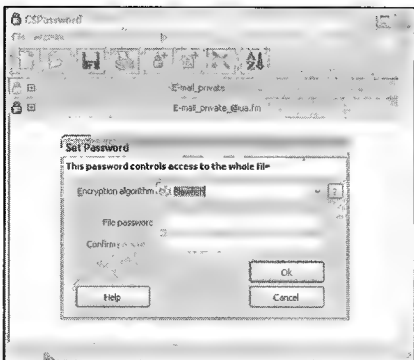 CSPassword
E-mail_private
E-mail_private_@ua.fm
Set Password
This password controls access to the whole file
Encryption algorithm
File password
Confirm
Ok
Help
Cancel